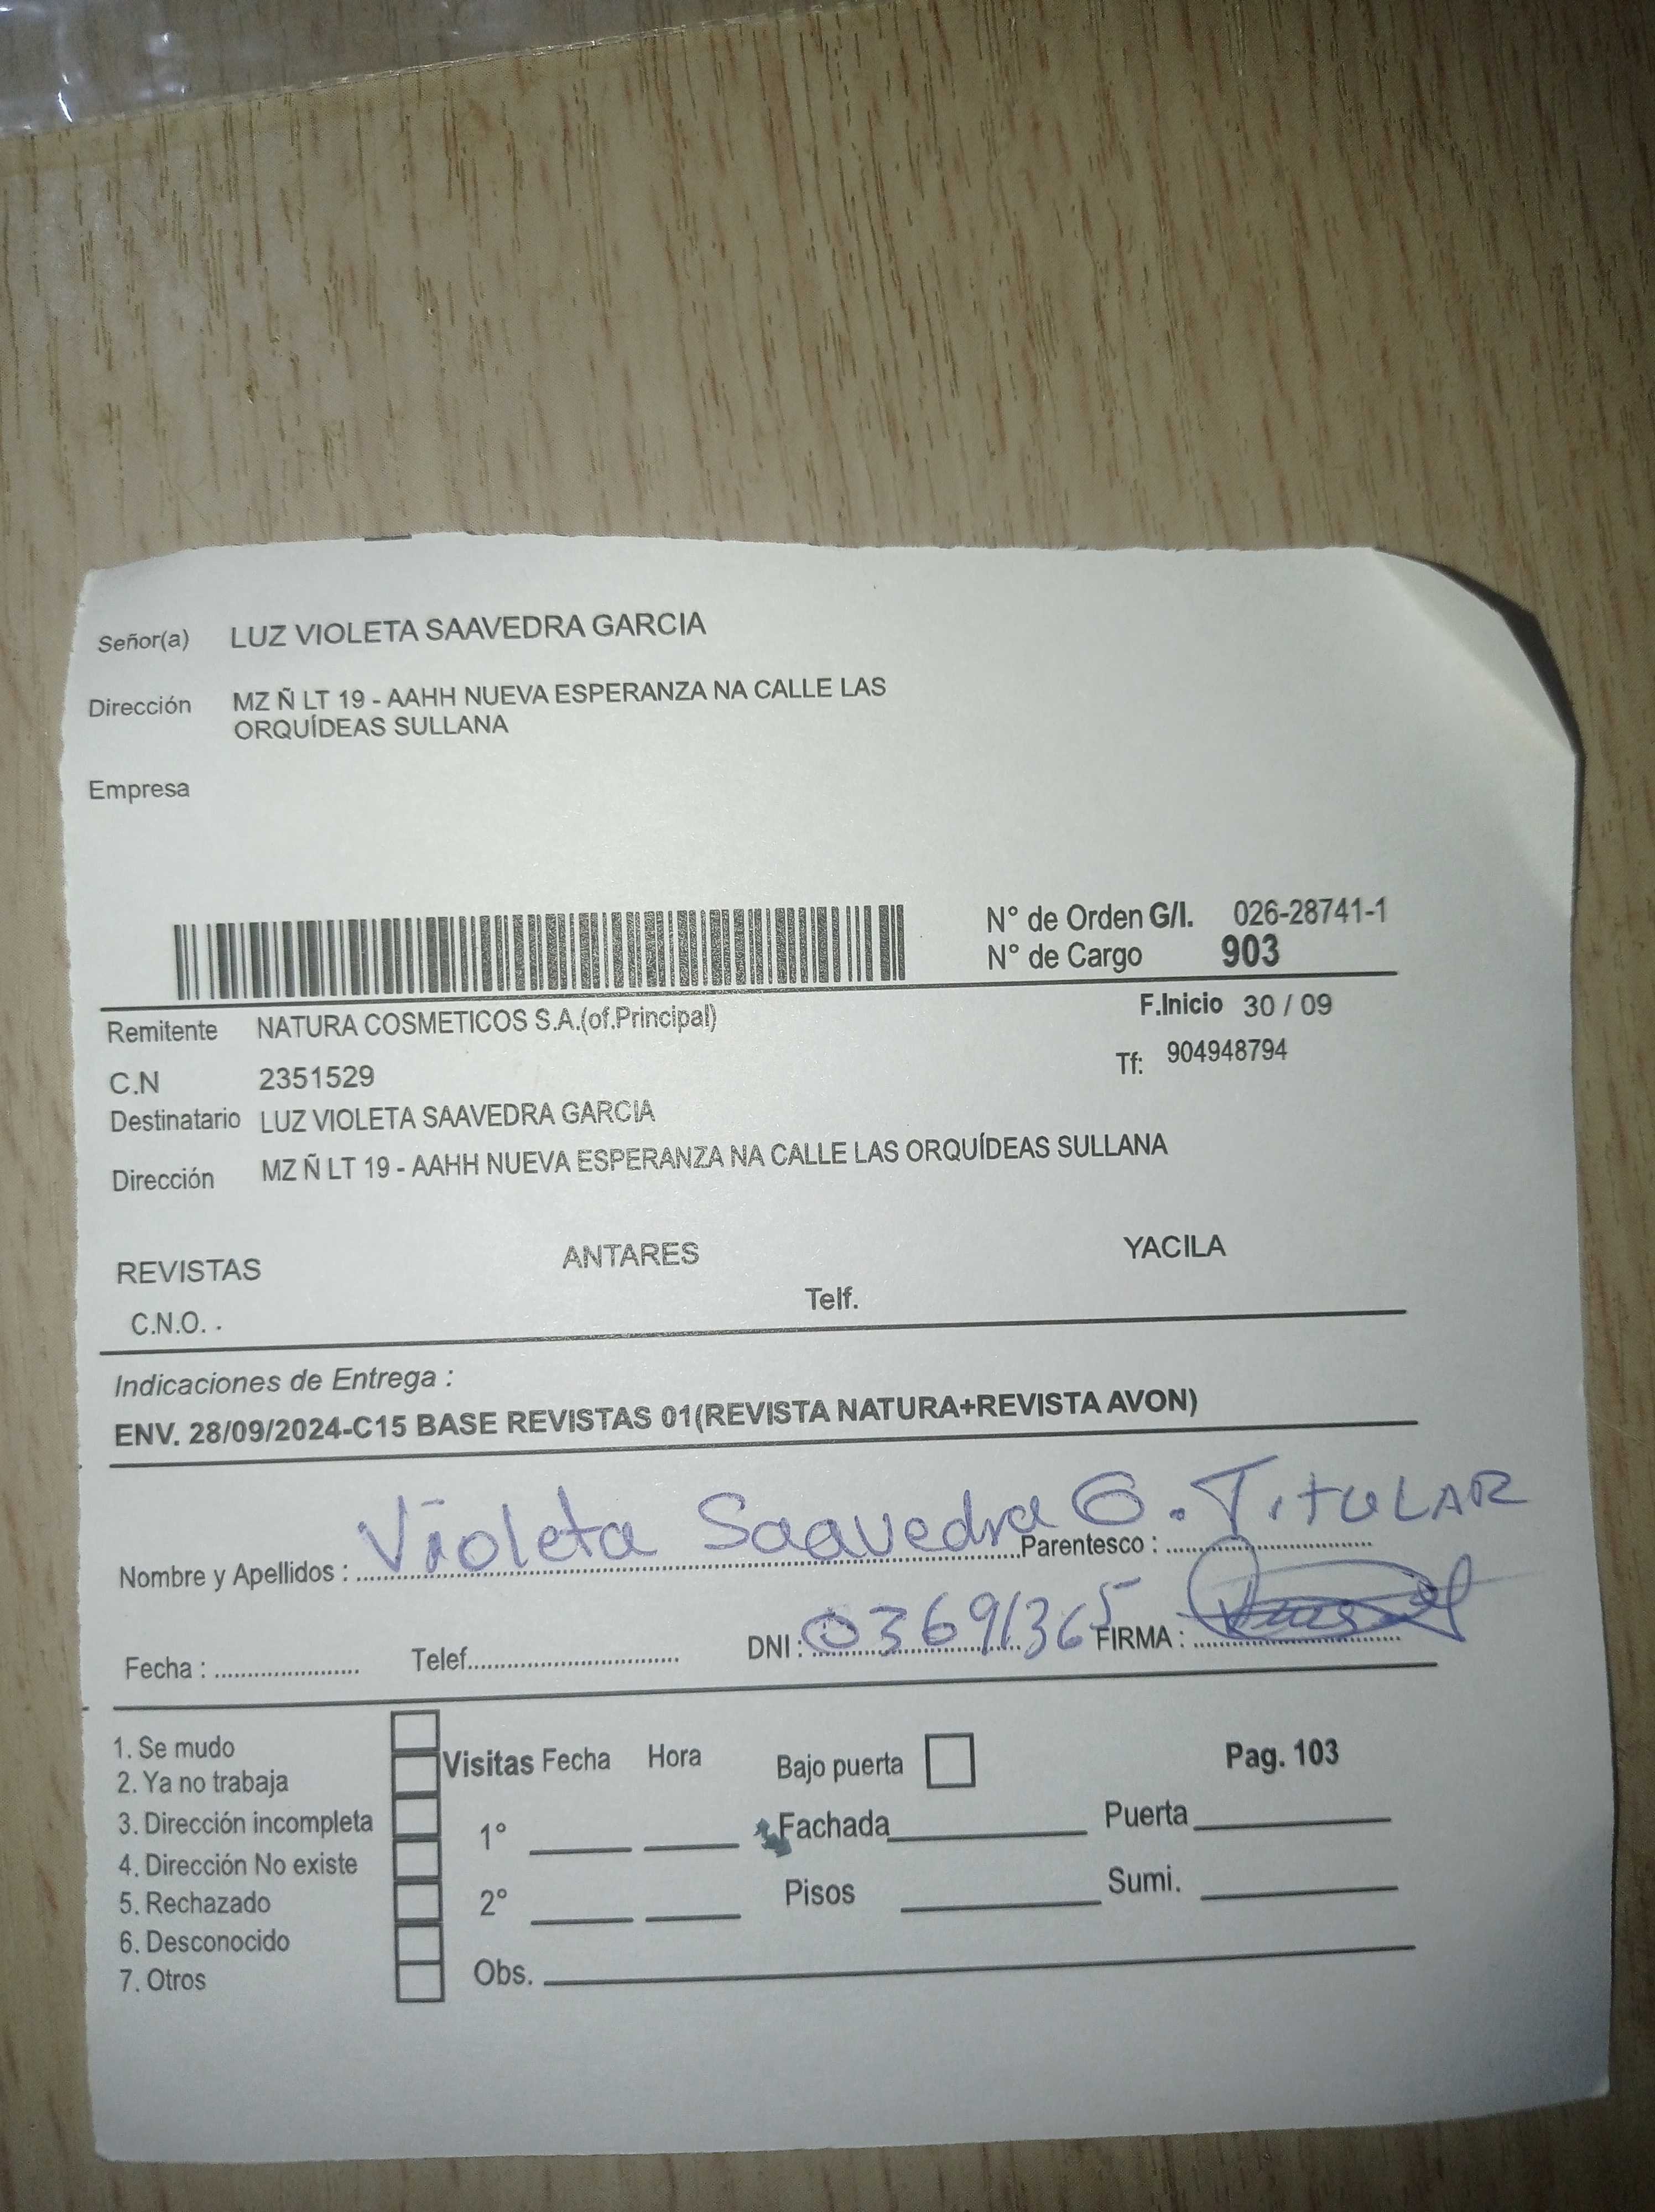 Señor(a) LUZ VIOLETA SAAVEDRA GARCIA
Dirección MZ Ñ LT 19 - AAHH NUEVA ESPERANZA NA CALLE LAS
ORQUÍDEAS SULLANA
Empresa
N° de Orden G/I. 026-28741-1
N° de Cargo 903
Remitente NATURA COSMETICOS S.A.(of.Principal) F.Inicio 30 / 09
C.N 2351529 Tf: 904948794
Destinatario LUZ VIOLETA SAAVEDRA GARCIA
Dirección MZ Ñ LT 19 - AAHH NUEVA ESPERANZA NA CALLE LAS ORQUÍDEAS SULLANA
REVISTAS ANTARES YACILA
C.N.O. . Telf.
Indicaciones de Entrega :
ENV. 28/09/2024-C15 BASE REVISTAS 01(REVISTA NATURA+REVISTA AVON)
Nombre y Apellidos : Violeta Saavedra G. Parentesco : TITULAR
Fecha : Telef. DNI : 03691365 FIRMA :
1. Se mudo
2. Ya no trabaja
3. Dirección incompleta
4. Dirección No existe
5. Rechazado
6. Desconocido
7. Otros
Visitas Fecha Hora Bajo puerta Pag. 103
1° Fachada Puerta
2° Pisos Sumi.
Obs.